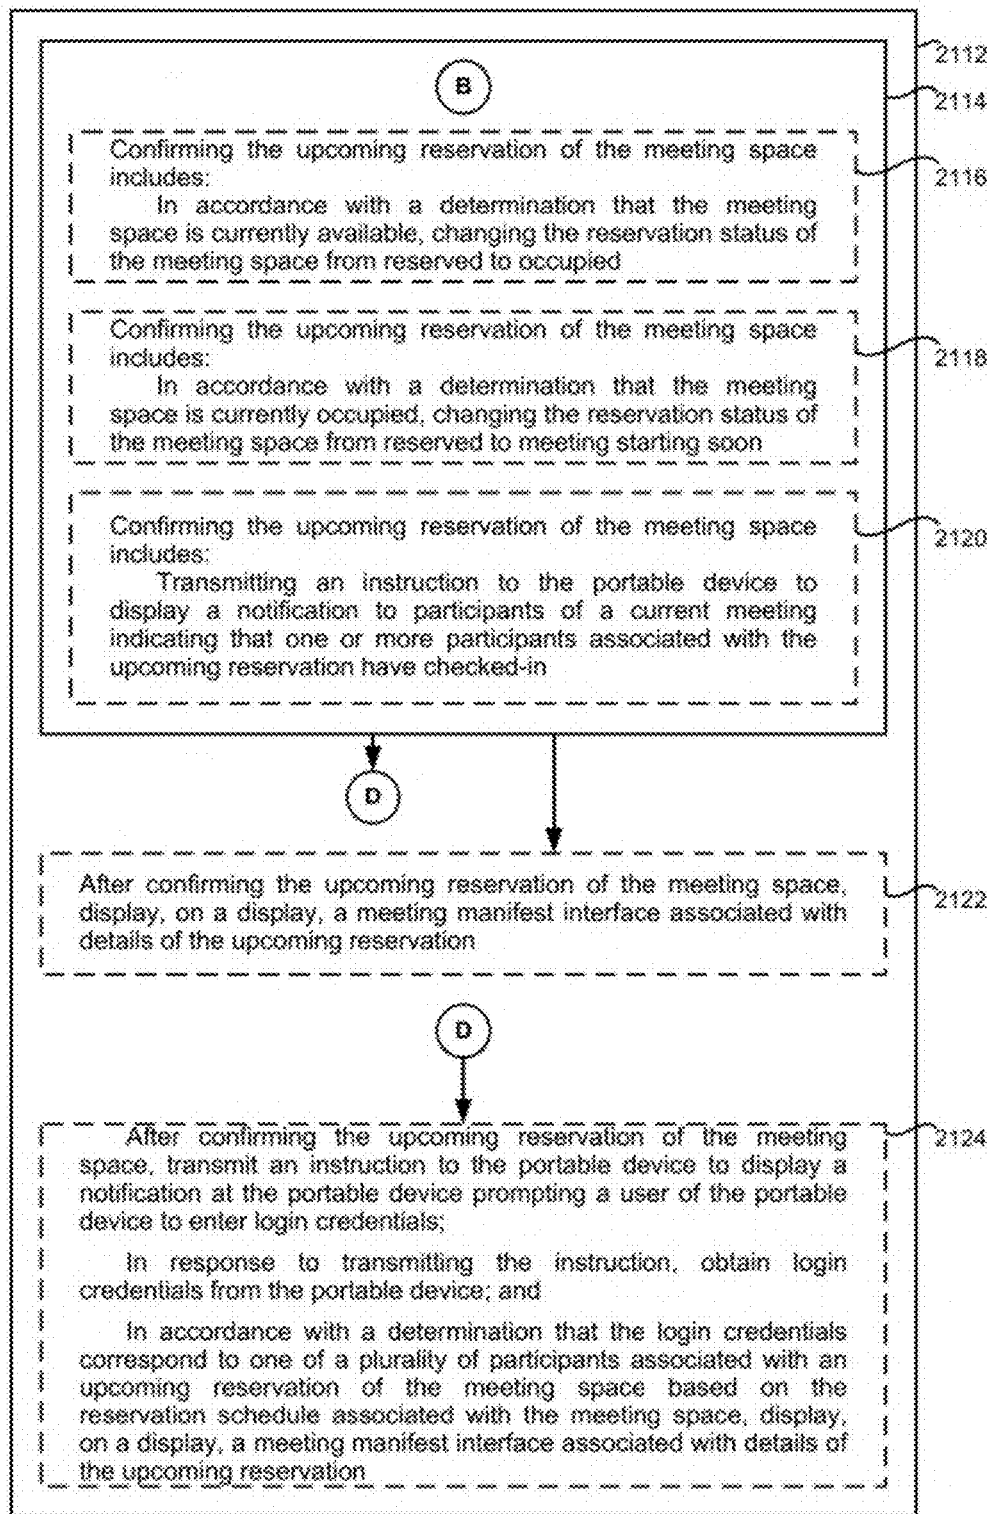 2112
B
2114
Confirming the upcoming reservation of the meeting space
2116
includes:
In accordance with a determination that the meeting
space is currently available, changing the reservation status of
the meeting space from reserved to occupied
Confirming the upcoming reservation of the meeting space
2118
includes:
In accordance with a determination that the meeting
space is currently occupied, changing the reservation status of
the meeting space from reserved to meeting starting soon
Confirming the upcoming reservation of the meeting space
2120
includes:
Transmitting an instruction to the portable device to
display a notification to participants of a current meeting
indicating that one or more participants associated with the
upcoming reservation have checked-in
D
After confirming the upcoming reservation of the meeting space,
2122
display, on a display, a meeting manifest interface associated with
details of the upcoming reservation
D
After confirming the upcoming reservation of the meeting
2124
space, transmit an instruction to the portable device to display a
notification at the portable device prompting a user of the portable
device to enter login credentials;
In response to transmitting the instruction, obtain login
credentials from the portable device; and
In accordance with a determination that the login credentials
correspond to one of a plurality of participants associated with an
upcoming reservation of the meeting space based on the
reservation schedule associated with the meeting space, display,
on a display, a meeting manifest interface associated with details of
the upcoming reservation